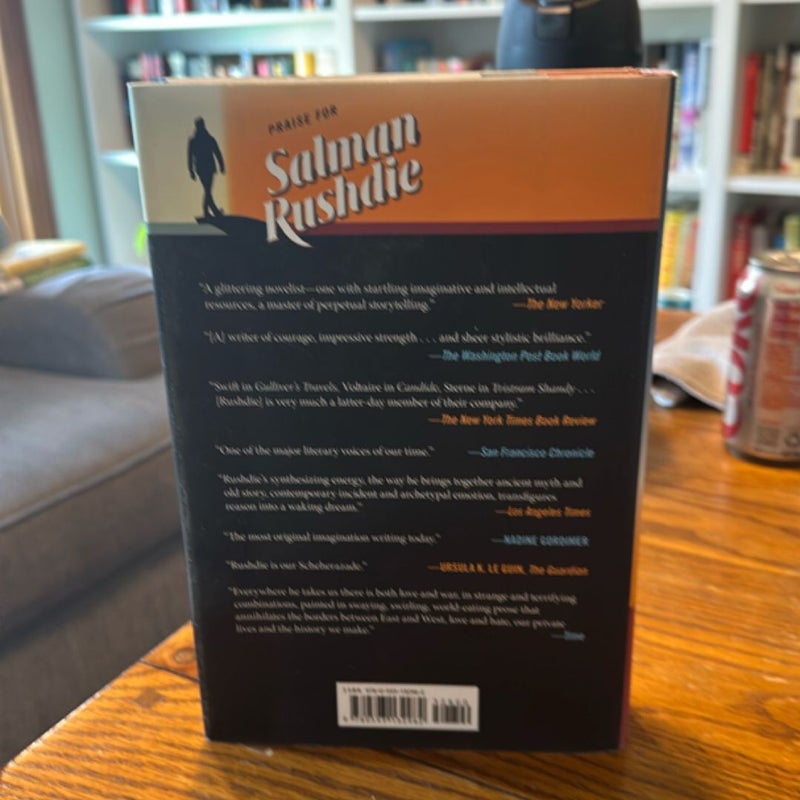 PRAISE FOR
Salman
Rushdie
"A glittering novelist—one with startling imaginative and intellectual
resources, a master of perpetual storytelling."
—The New Yorker
"[A] writer of courage, impressive strength . . . and sheer stylistic brilliance."
—The Washington Post Book World
"Swift in Gulliver's Travels, Voltaire in Candide, Sterne in Tristram Shandy . . .
[Rushdie] is very much a latter-day member of their company."
—The New York Times Book Review
"One of the major literary voices of our time."
—San Francisco Chronicle
"Rushdie's synthesizing energy, the way he brings together ancient myth and
old story, contemporary incident and archetypal emotion, transfigures
reason into a waking dream."
—Los Angeles Times
"The most original imagination writing today."
—NADINE GORDIMER
"Rushdie is our Scheherazade."
—URSULA K. LE GUIN, The Guardian
"Everywhere he takes us there is both love and war, in strange and terrifying
combinations, painted in swaying, swirling, world-eating prose that
annihilates the borders between East and West, love and hate, our private
lives and the history we make."
—Time
ISBN